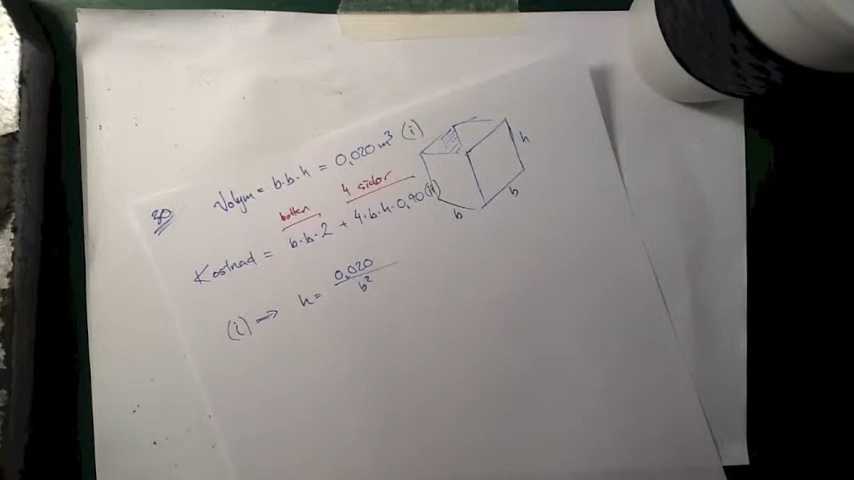 30
Volym = b·b·h = 0,020 m³ (i)
botten 4 sidor
Kostnad = b·b·2 + 4·b·h·0,90 (ii)
(i) → h = 0,020 / b²
h
b
b